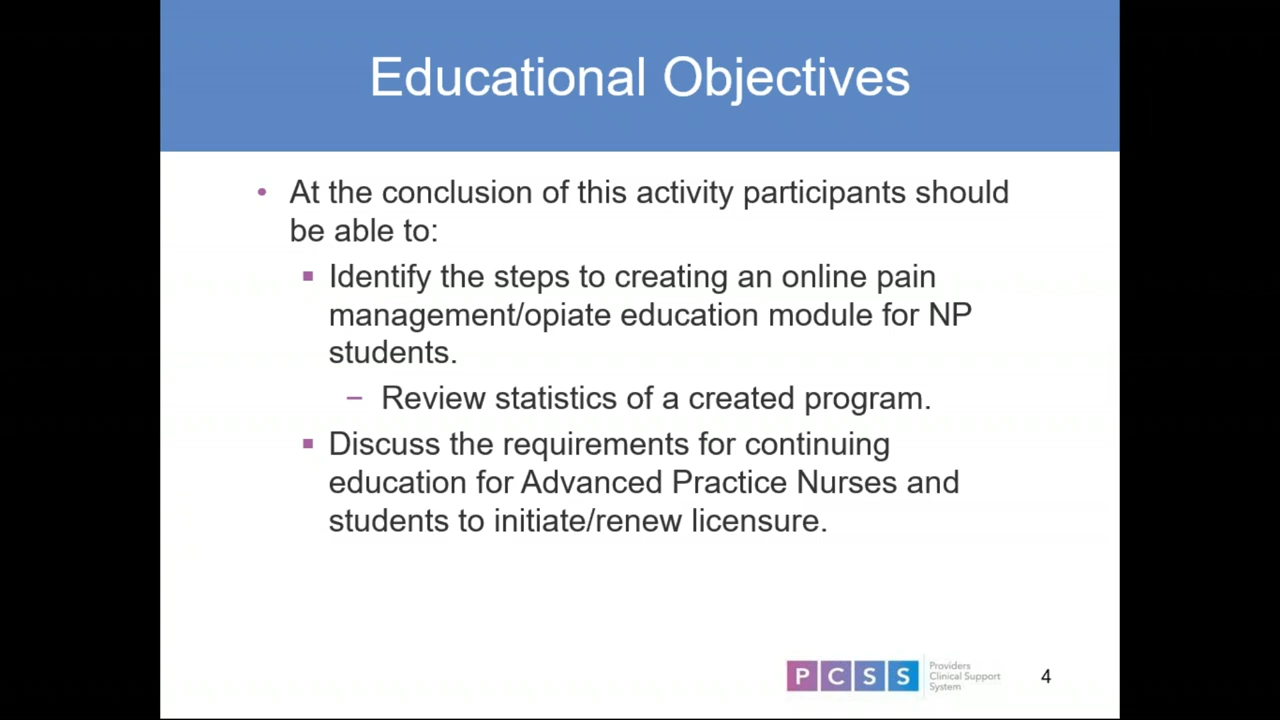 Educational Objectives
• At the conclusion of this activity participants should
be able to:
▪ Identify the steps to creating an online pain
management/opiate education module for NP
students.
– Review statistics of a created program.
▪ Discuss the requirements for continuing
education for Advanced Practice Nurses and
students to initiate/renew licensure.
PCSS
Providers
Clinical Support
System
4